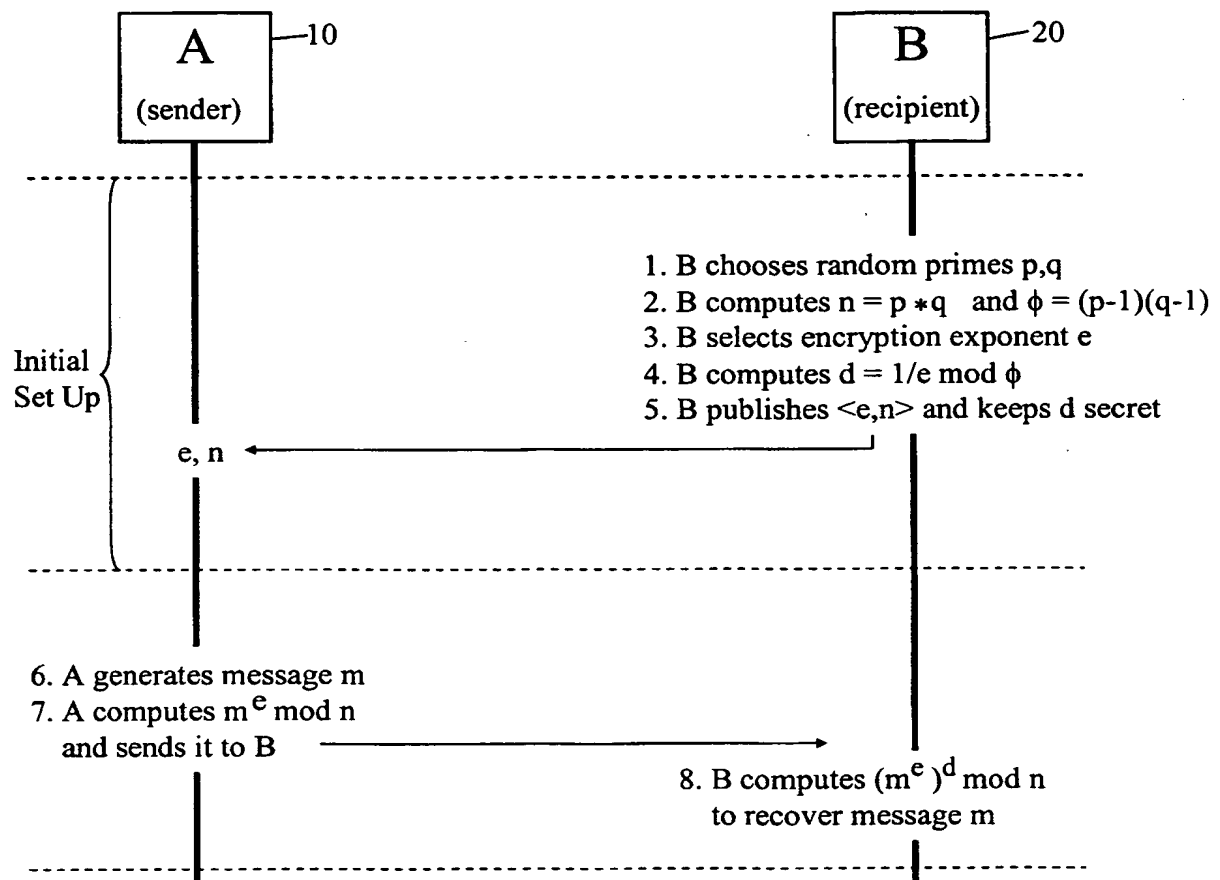 A
(sender)
10
B
(recipient)
20
Initial
Set Up
1. B chooses random primes p,q
2. B computes n = p *q and ϕ = (p-1)(q-1)
3. B selects encryption exponent e
4. B computes d = 1/e mod ϕ
5. B publishes <e,n> and keeps d secret
e, n
6. A generates message m
7. A computes m^e mod n
and sends it to B
8. B computes (m^e)^d mod n
to recover message m